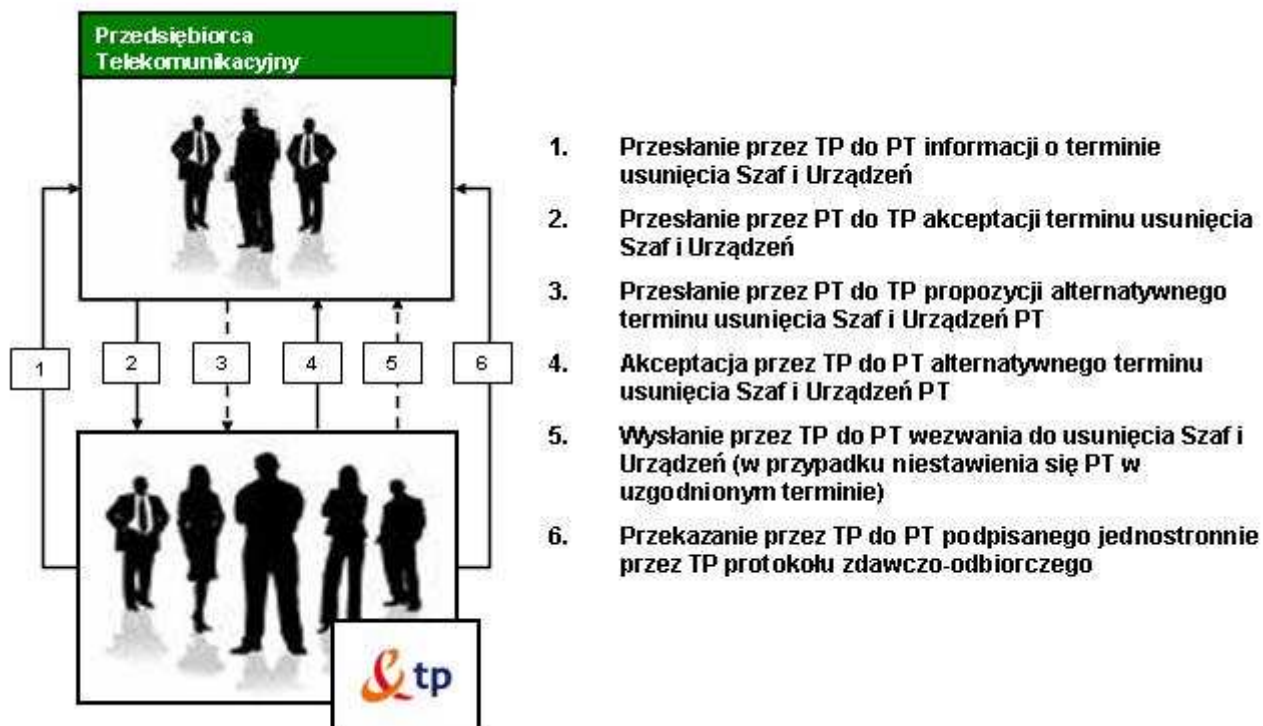 Przedsiębiorca
Telekomunikacyjny
1
2
3
4
5
6
tp
1. Przesłanie przez TP do PT informacji o terminie
usunięcia Szaf i Urządzeń
2. Przesłanie przez PT do TP akceptacji terminu usunięcia
Szaf i Urządzeń
3. Przesłanie przez PT do TP propozycji alternatywnego
terminu usunięcia Szaf i Urządzeń PT
4. Akceptacja przez TP do PT alternatywnego terminu
usunięcia Szaf i Urządzeń PT
5. Wysłanie przez TP do PT wezwania do usunięcia Szaf i
Urządzeń (w przypadku niestawienia się PT w
uzgodnionym terminie)
6. Przekazanie przez TP do PT podpisanego jednostronnie
przez TP protokołu zdawczo-odbiorczego